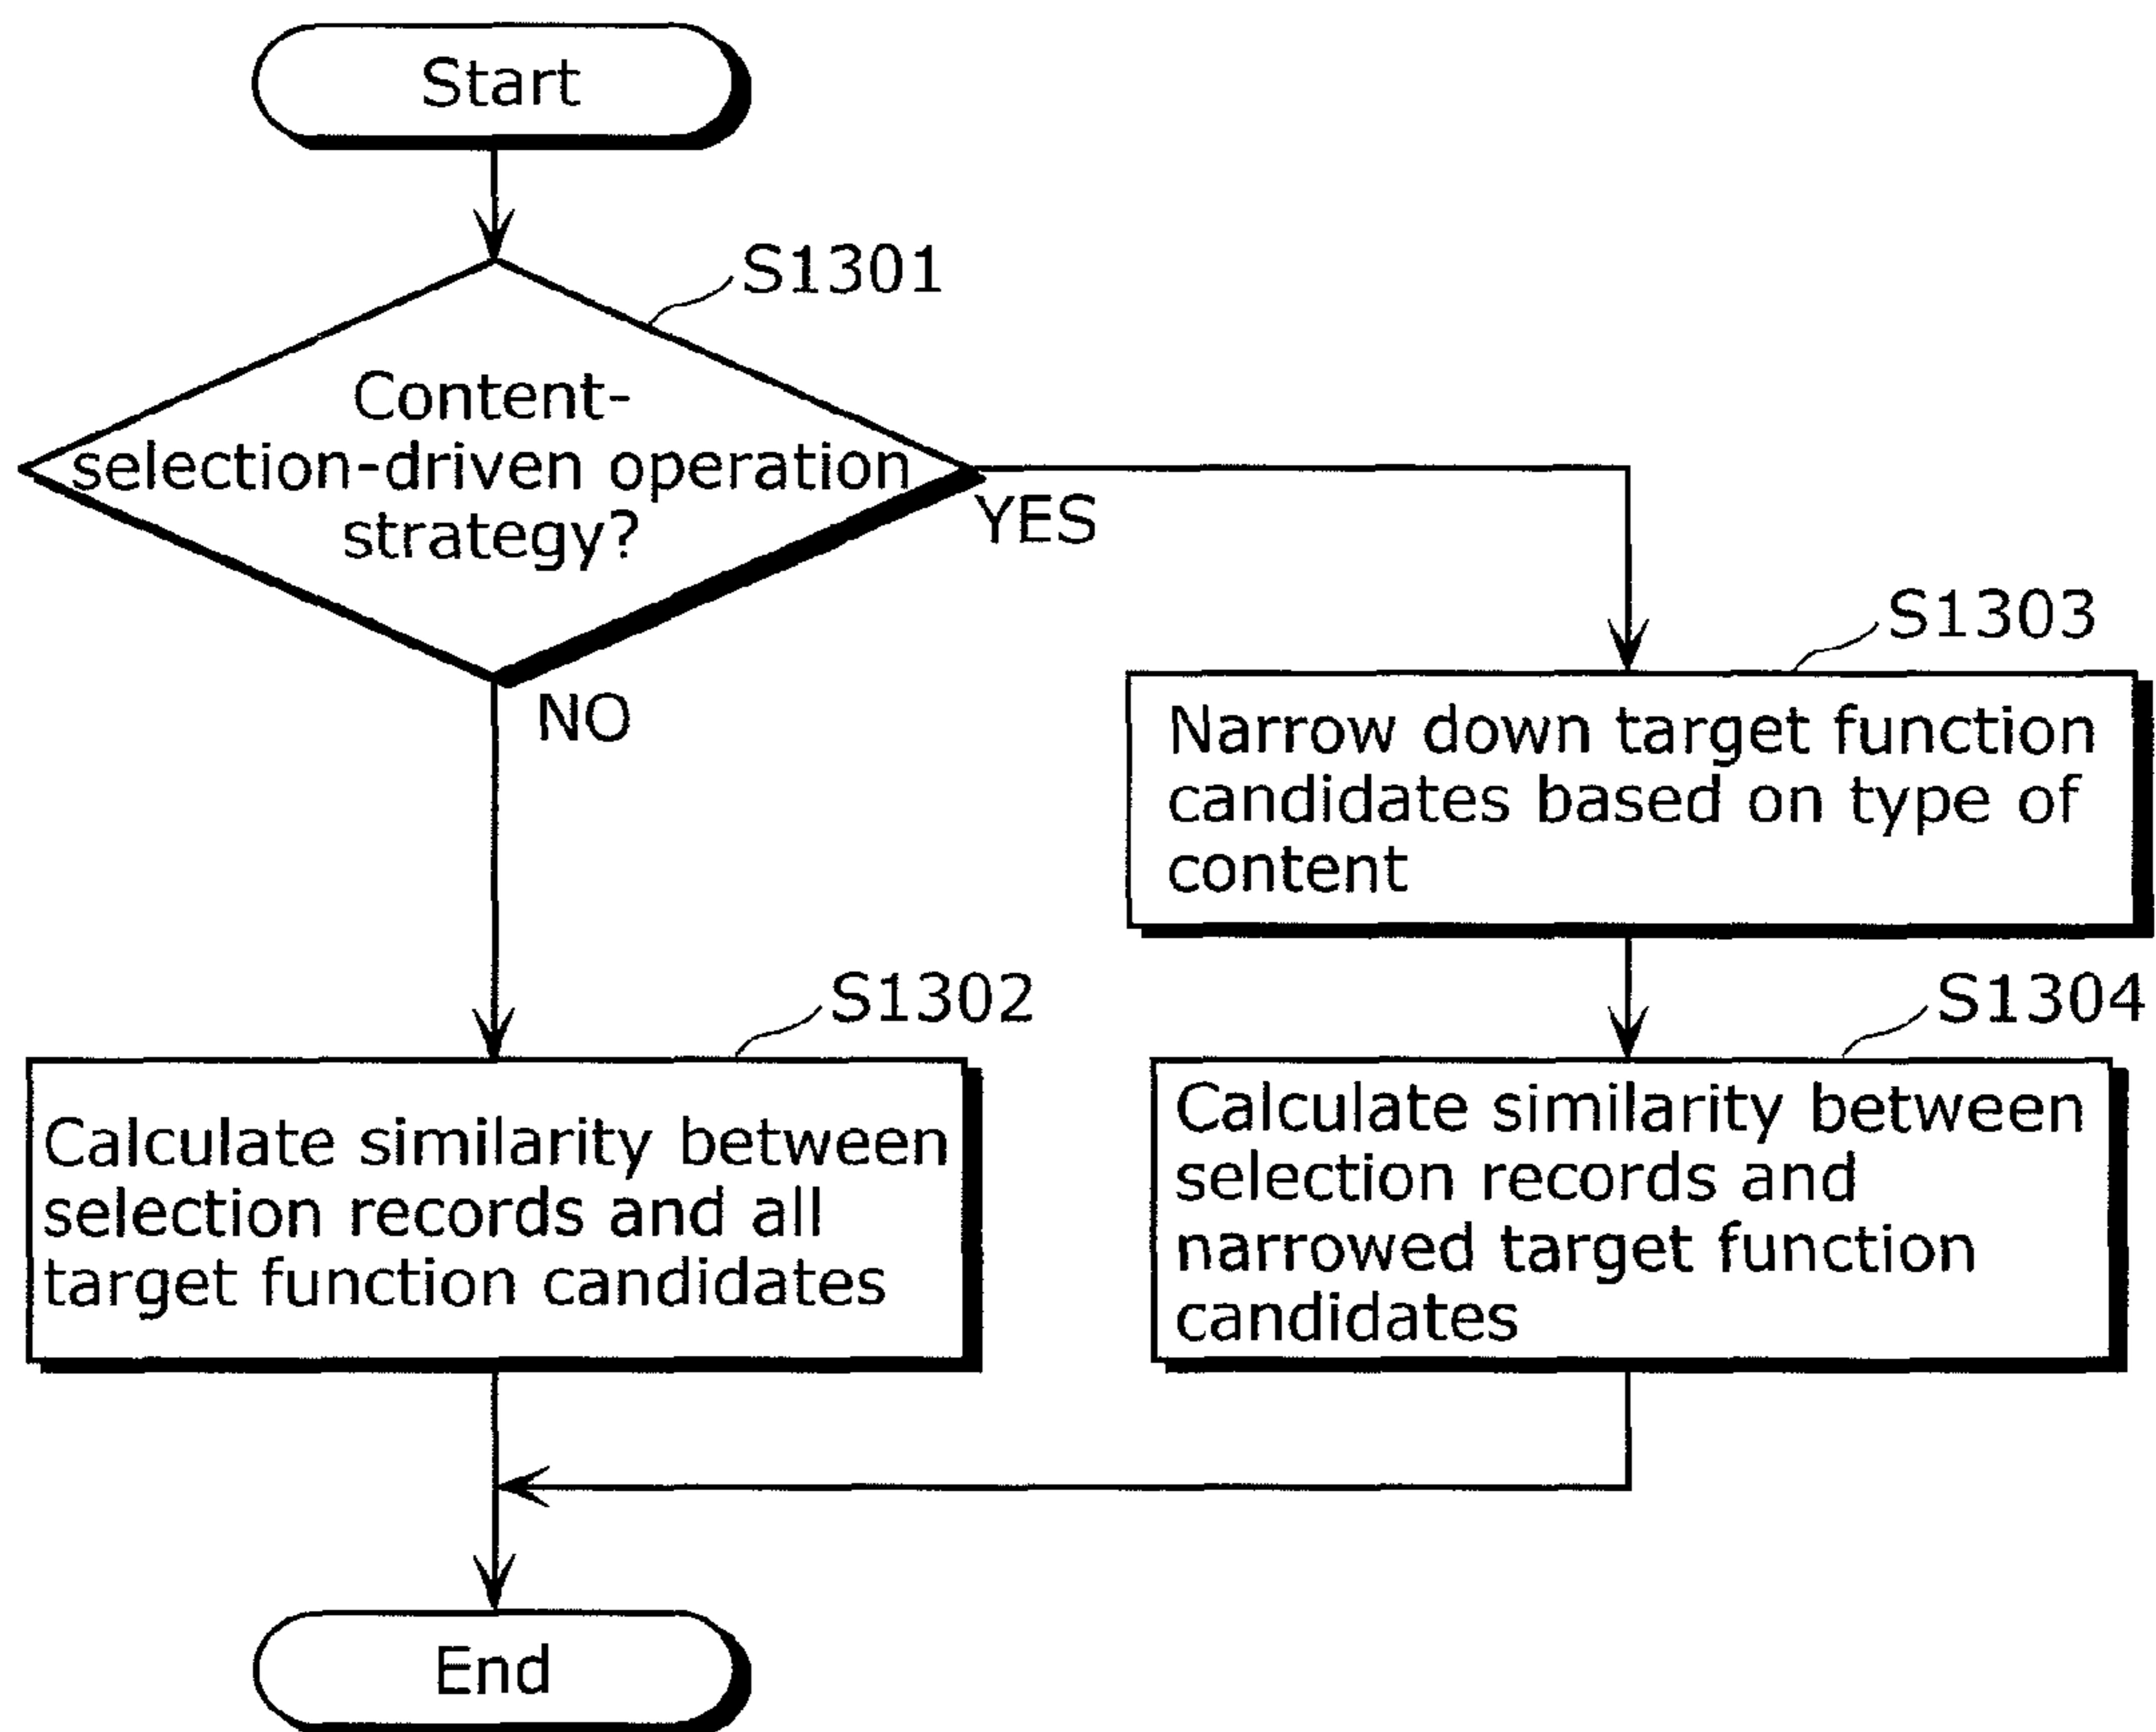 Start
S1301
Content-
selection-driven operation
strategy?
YES
NO
S1303
Narrow down target function
candidates based on type of
content
S1302
Calculate similarity between
selection records and all
target function candidates
S1304
Calculate similarity between
selection records and
narrowed target function
candidates
End